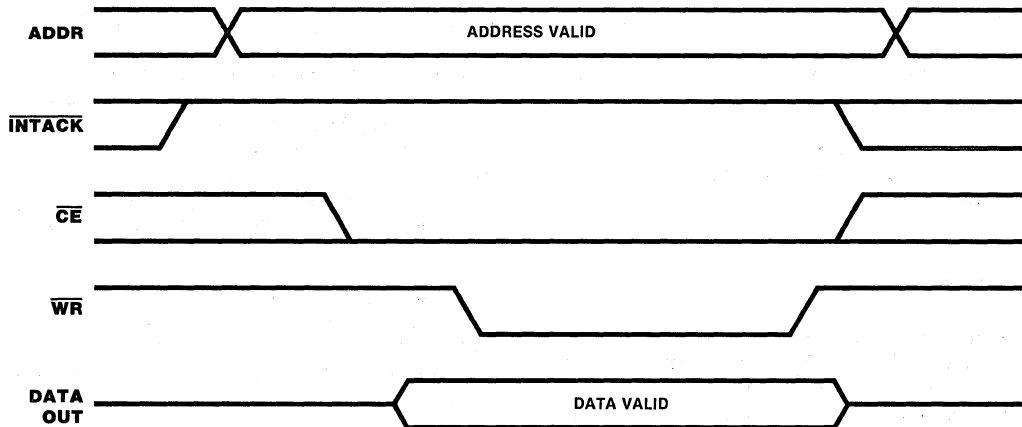 ADDR
ADDRESS VALID
INTACK
CE
WR
DATA OUT
DATA VALID